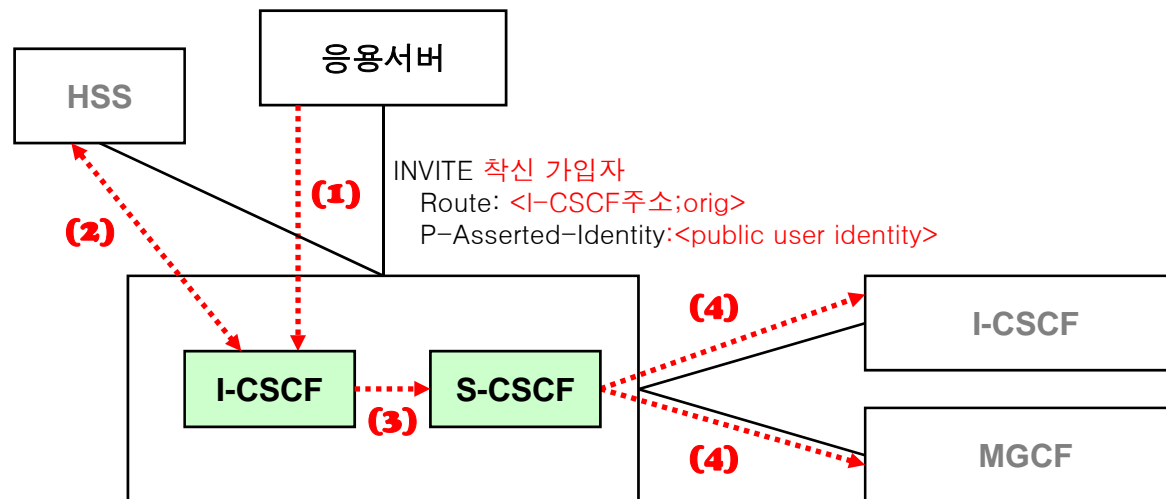 응용서버
HSS
INVITE 착신 가입자
Route: <I-CSCF주소;orig>
P-Asserted-Identity:<public user identity>
(1)
(2)
(4)
I-CSCF
I-CSCF
S-CSCF
(3)
(4)
MGCF